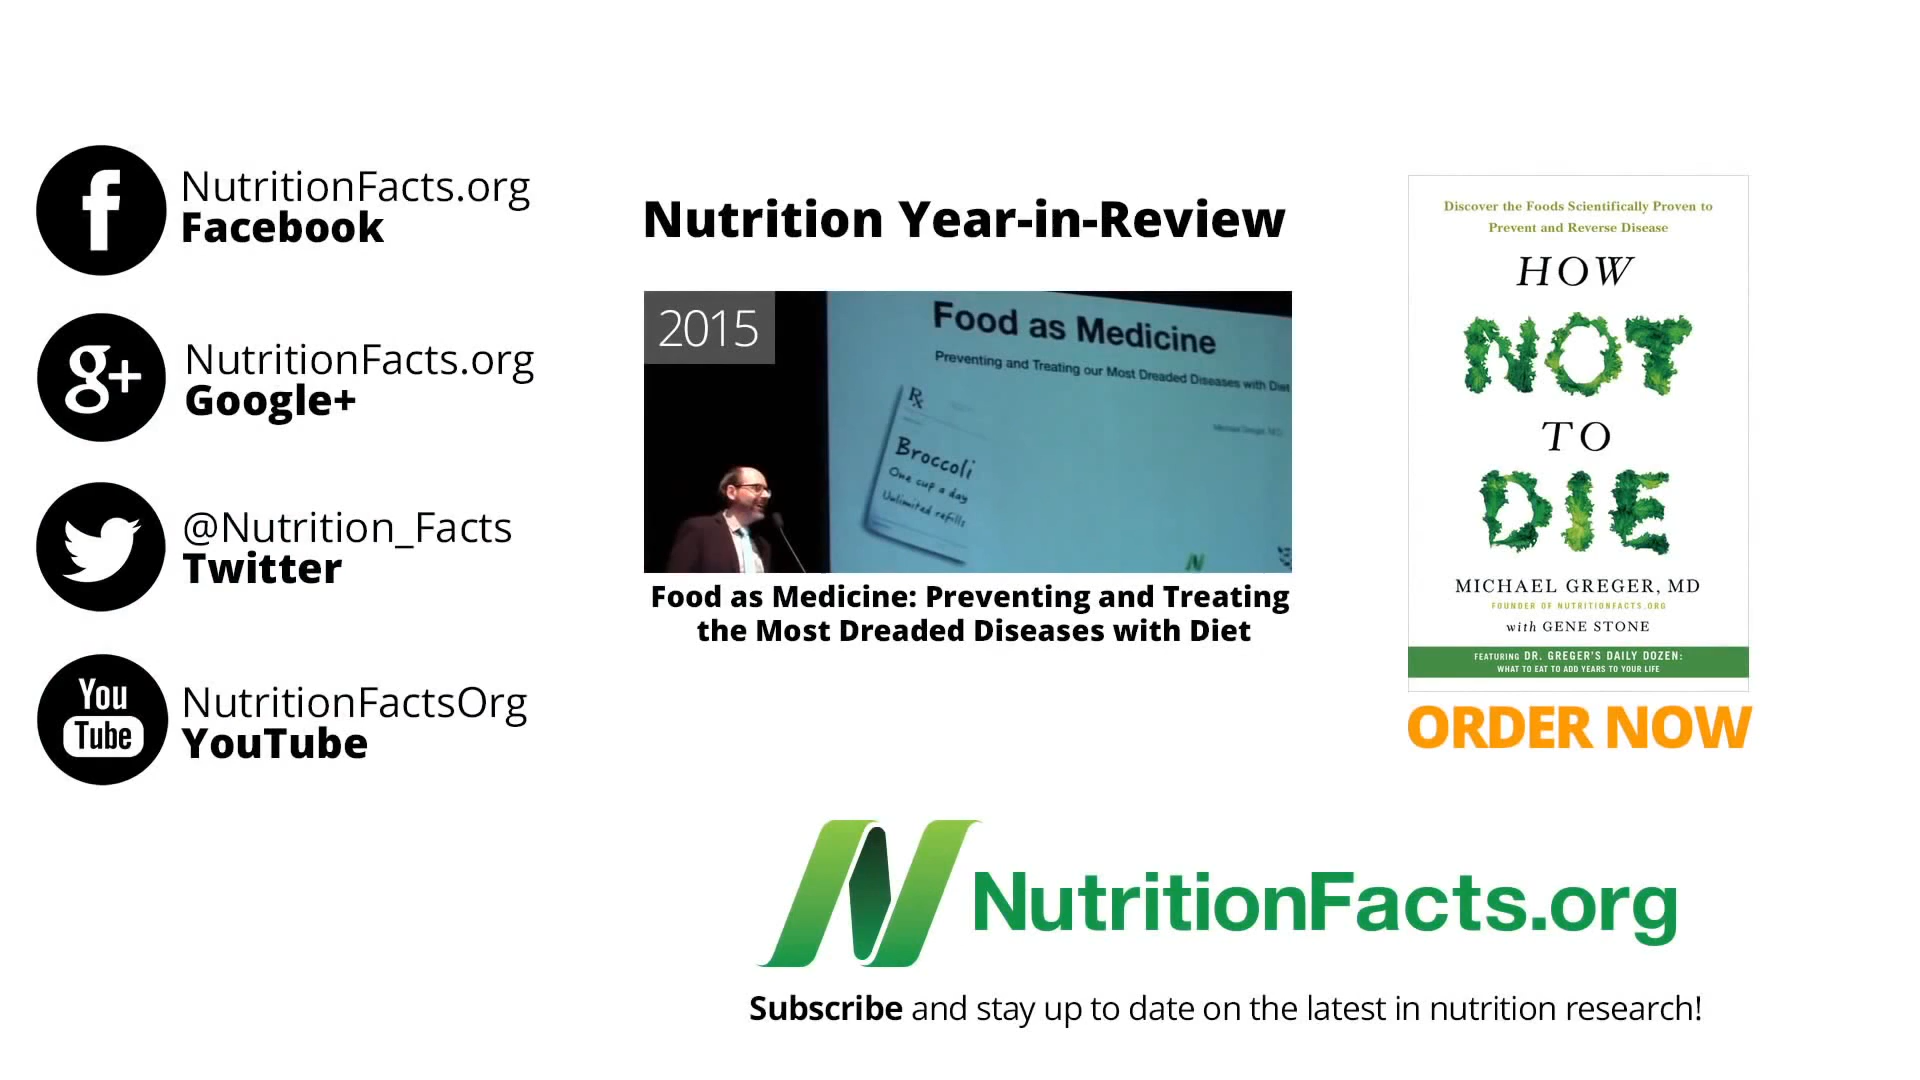 NutritionFacts.org
Facebook
g+
NutritionFacts.org
Google+
@Nutrition_Facts
Twitter
You
Tube
NutritionFactsOrg
YouTube
Nutrition Year-in-Review
2015
Food as Medicine
Preventing and Treating our Most Dreaded Diseases with Diet
Rx
Broccoli
One cup a day
Unlimited refills
Food as Medicine: Preventing and Treating
the Most Dreaded Diseases with Diet
Discover the Foods Scientifically Proven to
Prevent and Reverse Disease
HOW
NOT
TO
DIE
MICHAEL GREGER, MD
FOUNDER OF NUTRITIONFACTS.ORG
with GENE STONE
FEATURING DR. GREGER'S DAILY DOZEN:
WHAT TO EAT TO ADD YEARS TO YOUR LIFE
ORDER NOW
NutritionFacts.org
Subscribe and stay up to date on the latest in nutrition research!